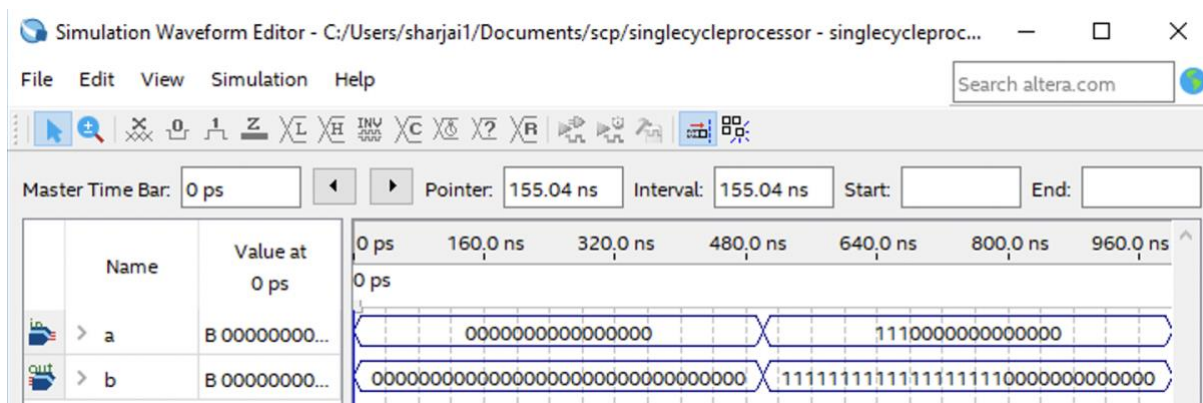 Simulation Waveform Editor - C:/Users/sharjai1/Documents/scp/singlecycleprocessor - singlecycleproc...
File Edit View Simulation Help Search altera.com
Master Time Bar: 0 ps Pointer: 155.04 ns Interval: 155.04 ns Start: End:
Name Value at 0 ps
0 ps 160.0 ns 320.0 ns 480.0 ns 640.0 ns 800.0 ns 960.0 ns
0 ps
in a B 00000000... 0000000000000000 1110000000000000
out b B 00000000... 00000000000000000000000000000000 11111111111111111110000000000000